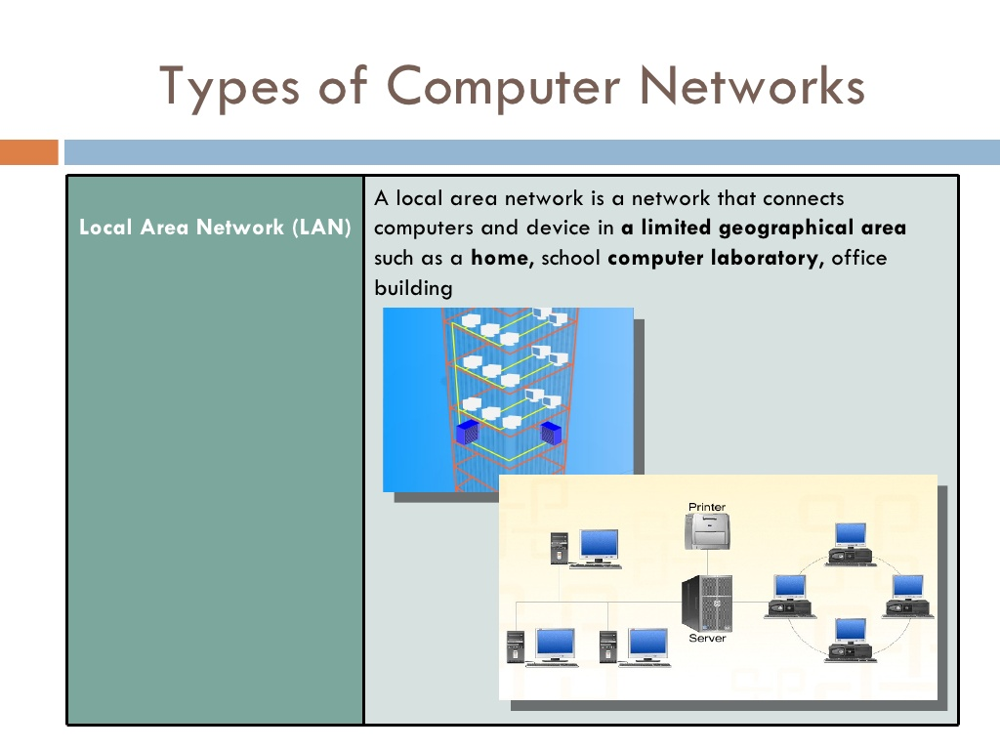 Types of Computer Networks
Local Area Network (LAN)
A local area network is a network that connects
computers and device in a limited geographical area
such as a home, school computer laboratory, office
building
Printer
Server